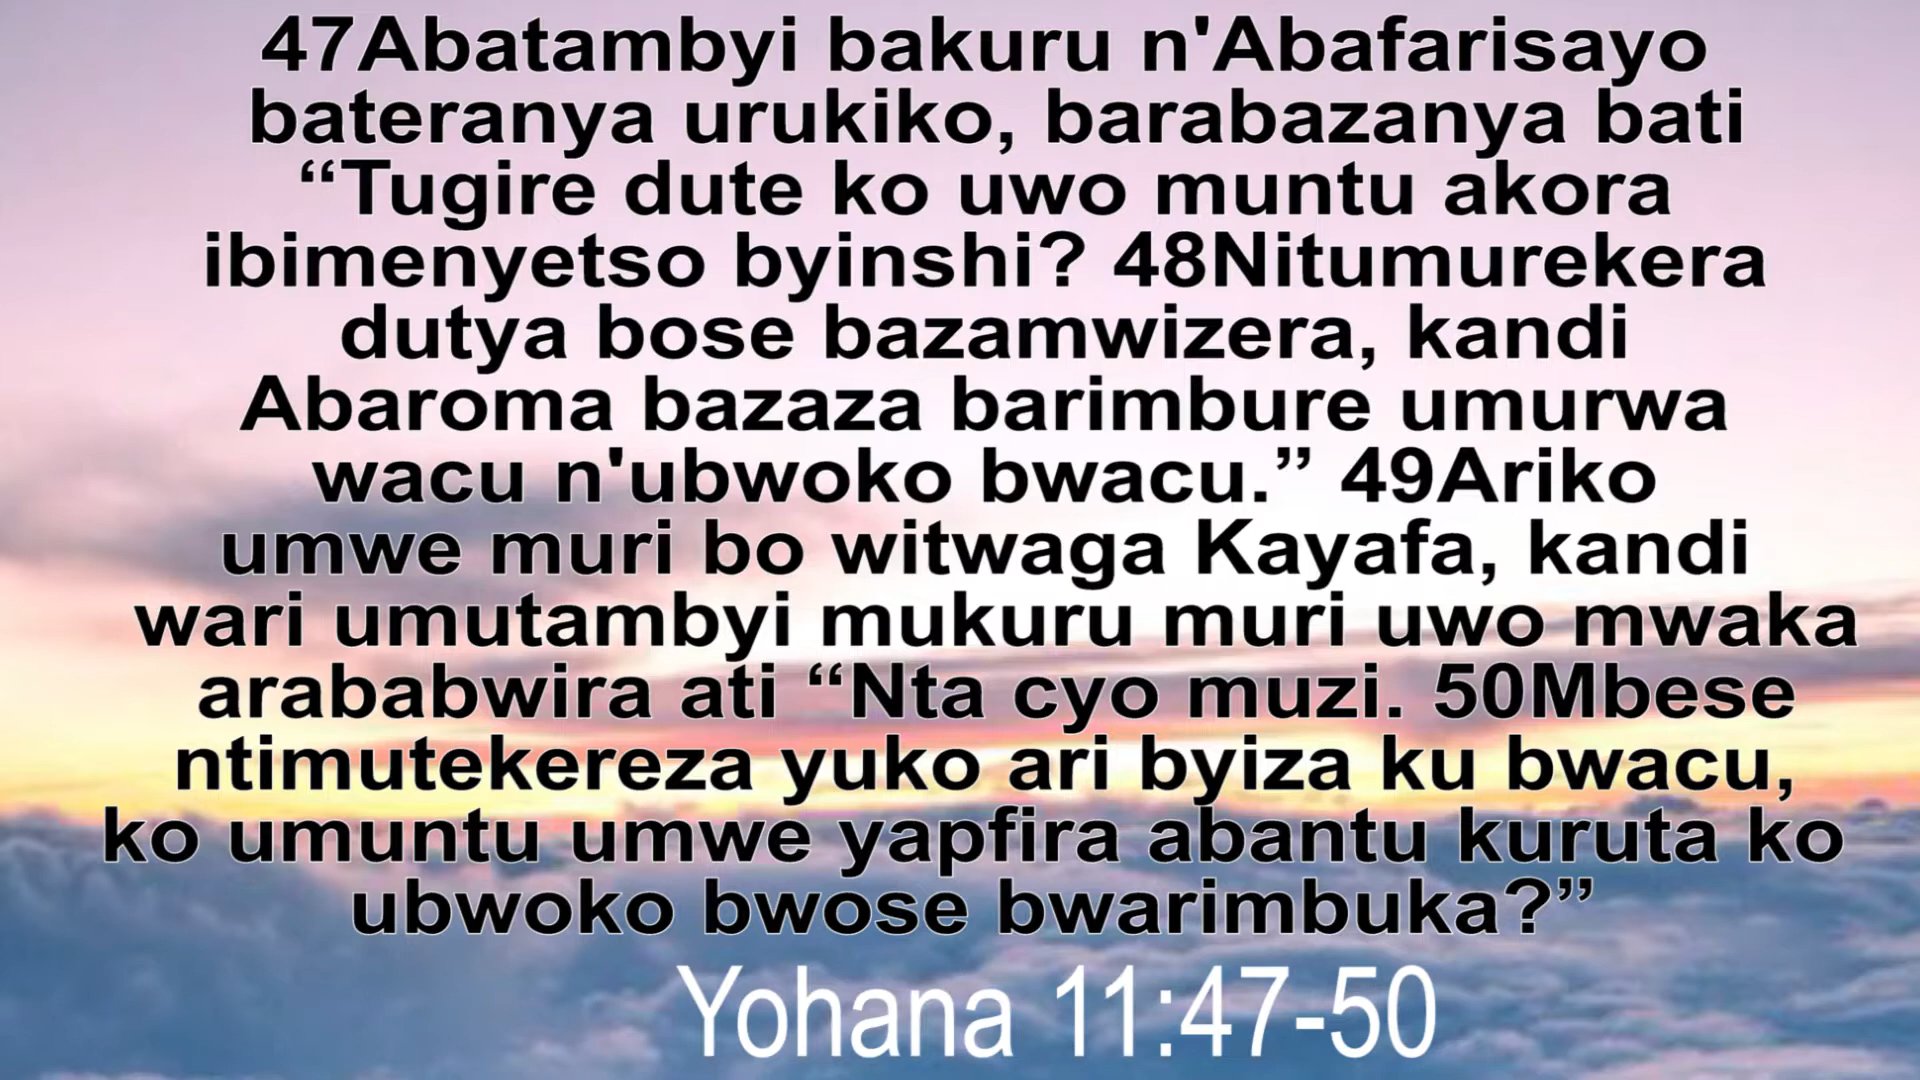 47Abatambyi bakuru n'Abafarisayo
bateranya urukiko, barabazanya bati
“Tugire dute ko uwo muntu akora
ibimenyetso byinshi? 48Nitumurekera
dutya bose bazamwizera, kandi
Abaroma bazaza barimbure umurwa
wacu n'ubwoko bwacu.” 49Ariko
umwe muri bo witwaga Kayafa, kandi
wari umutambyi mukuru muri uwo mwaka
arababwira ati “Nta cyo muzi. 50Mbese
ntimutekereza yuko ari byiza ku bwacu,
ko umuntu umwe yapfira abantu kuruta ko
ubwoko bwose bwarimbuka?”
Yohana 11:47-50